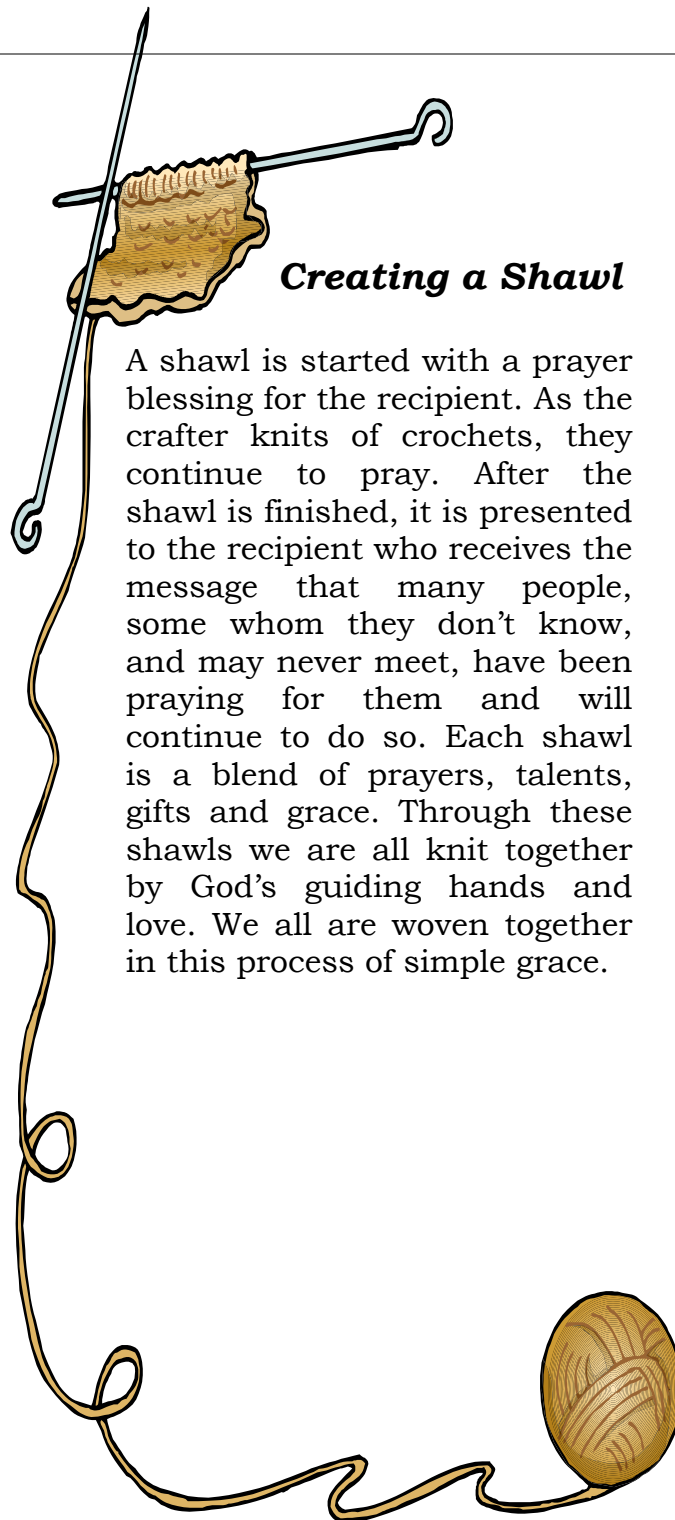 Creating a Shawl
A shawl is started with a prayer
blessing for the recipient. As the
crafter knits of crochets, they
continue to pray. After the
shawl is finished, it is presented
to the recipient who receives the
message that many people,
some whom they don’t know,
and may never meet, have been
praying for them and will
continue to do so. Each shawl
is a blend of prayers, talents,
gifts and grace. Through these
shawls we are all knit together
by God’s guiding hands and
love. We all are woven together
in this process of simple grace.